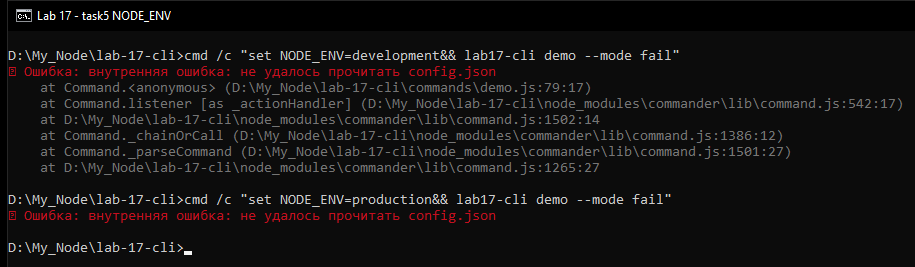 Lab 17 - task5 NODE_ENV
D:\My_Node\lab-17-cli>cmd /c "set NODE_ENV=development&& lab17-cli demo --mode fail"
Ошибка: внутренняя ошибка: не удалось прочитать config.json
at Command.<anonymous> (D:\My_Node\lab-17-cli\commands\demo.js:79:17)
at Command.listener [as _actionHandler] (D:\My_Node\lab-17-cli\node_modules\commander\lib\command.js:542:17)
at D:\My_Node\lab-17-cli\node_modules\commander\lib\command.js:1502:14
at Command._chainOrCall (D:\My_Node\lab-17-cli\node_modules\commander\lib\command.js:1386:12)
at Command._parseCommand (D:\My_Node\lab-17-cli\node_modules\commander\lib\command.js:1501:27)
at D:\My_Node\lab-17-cli\node_modules\commander\lib\command.js:1265:27
D:\My_Node\lab-17-cli>cmd /c "set NODE_ENV=production&& lab17-cli demo --mode fail"
Ошибка: внутренняя ошибка: не удалось прочитать config.json
D:\My_Node\lab-17-cli>